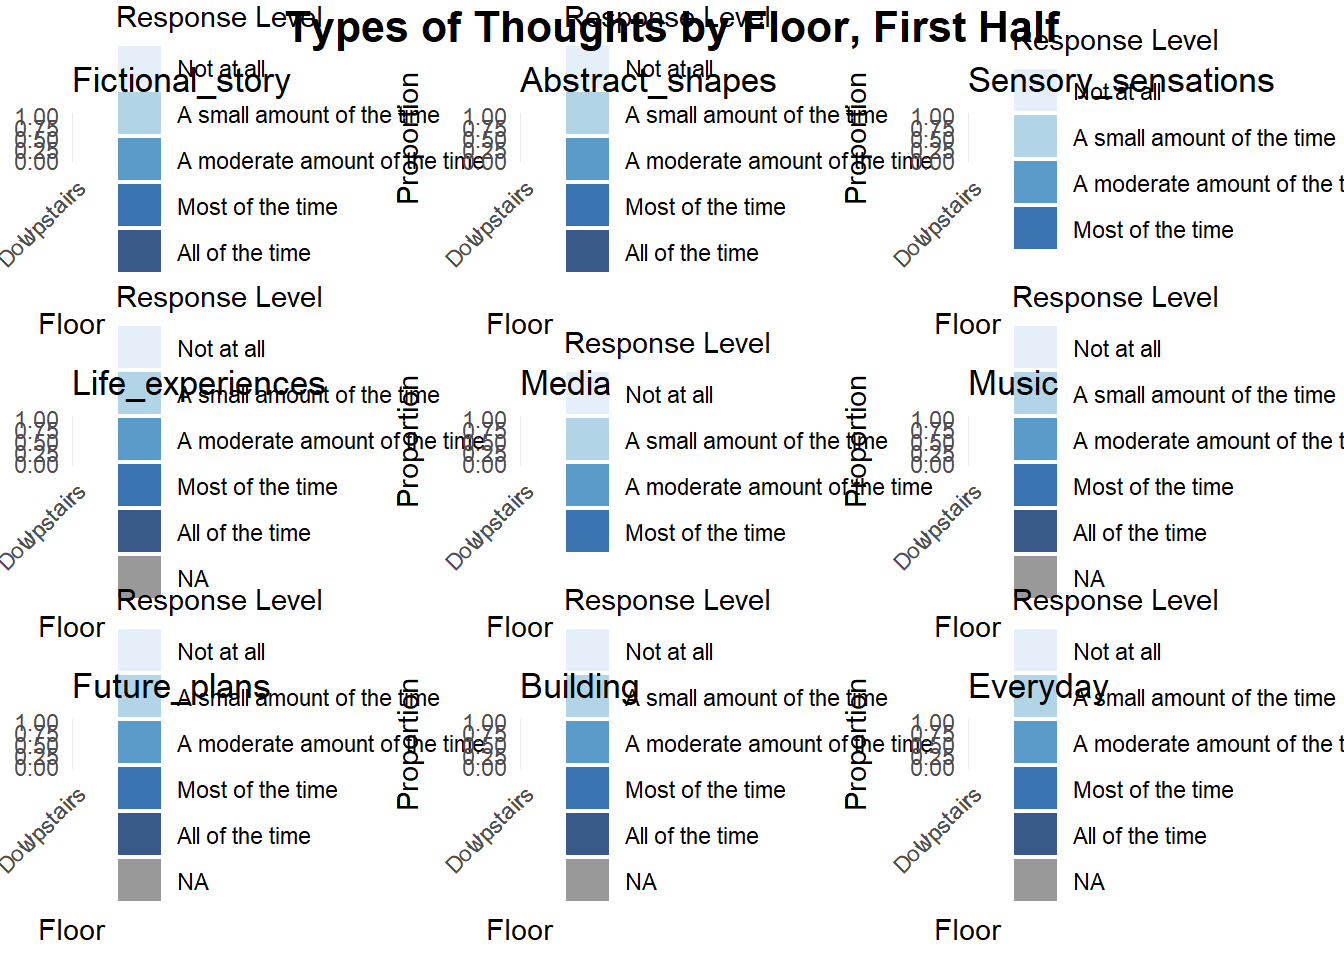 Types of Thoughts by Floor, First Half
Fictional_story
Response Level
Not at all
A small amount of the time
A moderate amount of the time
Most of the time
All of the time
1.00
0.75
0.50
0.25
0.00
Upstairs
Floor
Abstract_shapes
Proportion
Response Level
Not at all
A small amount of the time
A moderate amount of the time
Most of the time
All of the time
1.00
0.75
0.50
0.25
0.00
Upstairs
Floor
Sensory_sensations
Proportion
Response Level
Not at all
A small amount of the time
A moderate amount of the t
Most of the time
1.00
0.75
0.50
0.25
0.00
Upstairs
Floor
Life_experiences
Response Level
Not at all
A small amount of the time
A moderate amount of the time
Most of the time
All of the time
NA
1.00
0.75
0.50
0.25
0.00
Upstairs
Floor
Media
Proportion
Response Level
Not at all
A small amount of the time
A moderate amount of the time
Most of the time
1.00
0.75
0.50
0.25
0.00
Upstairs
Floor
Music
Proportion
Response Level
Not at all
A small amount of the time
A moderate amount of the t
Most of the time
All of the time
NA
1.00
0.75
0.50
0.25
0.00
Upstairs
Floor
Future_plans
Response Level
Not at all
A small amount of the time
A moderate amount of the time
Most of the time
All of the time
NA
1.00
0.75
0.50
0.25
0.00
Upstairs
Floor
Building
Proportion
Response Level
Not at all
A small amount of the time
A moderate amount of the time
Most of the time
All of the time
NA
1.00
0.75
0.50
0.25
0.00
Upstairs
Floor
Everyday
Proportion
Response Level
Not at all
A small amount of the time
A moderate amount of the t
Most of the time
All of the time
NA
1.00
0.75
0.50
0.25
0.00
Upstairs
Floor